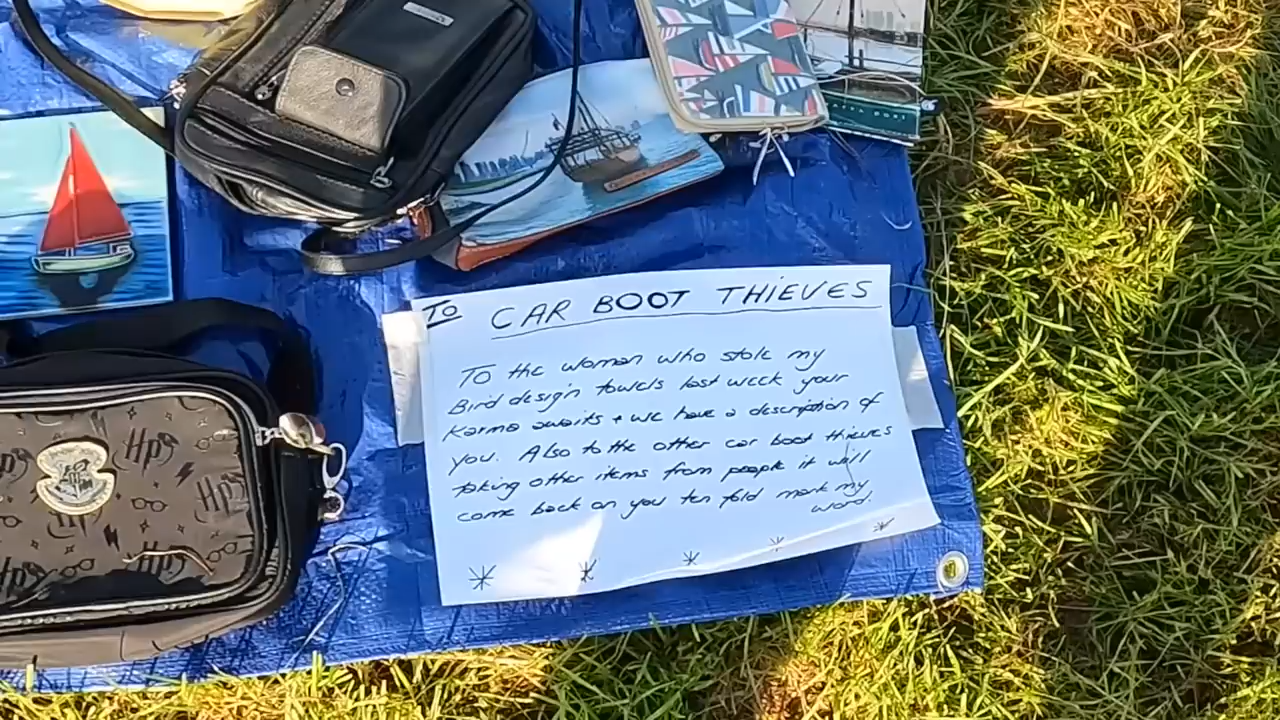 TO CAR BOOT THIEVES
To the woman who stole my
Bird design towels last week your
Karma awaits + we have a description of
you. Also to the other car boot thieves
taking other items from people it will
come back on you ten fold mark my
word.
Hp9
Hp9